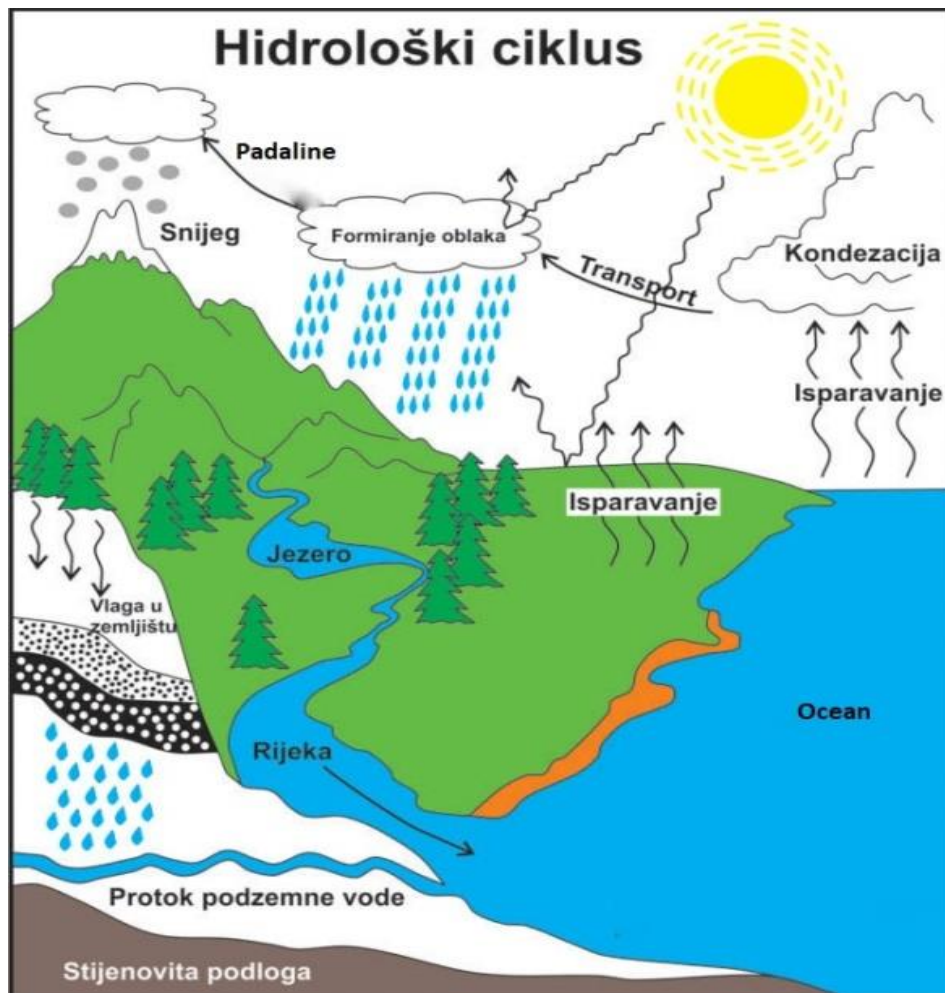 Hidrološki ciklus
Padaline
Snijeg
Formiranje oblaka
Transport
Kondezacija
Isparavanje
Isparavanje
Jezero
Vlaga u
zemljištu
Ocean
Rijeka
Protok podzemne vode
Stijenovita podloga